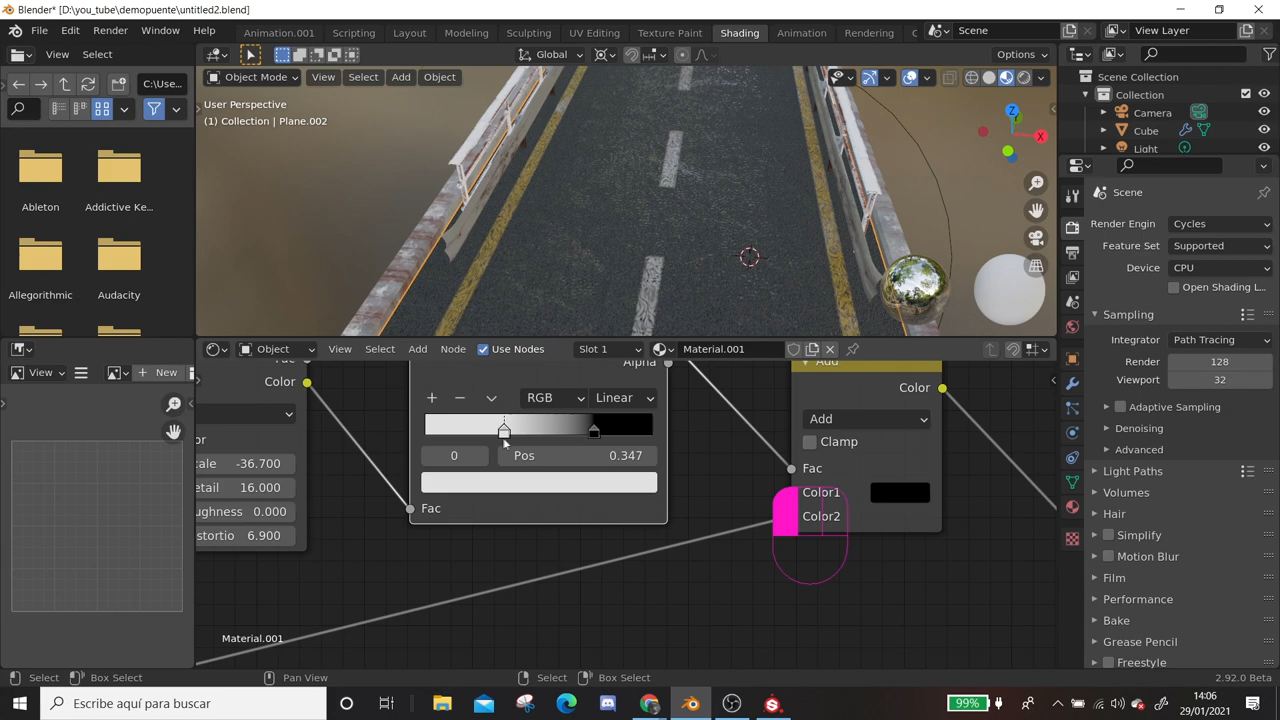 Blender* [D:\you_tube\demopuente\untitled2.blend]
File Edit Render Window Help
Animation.001 Scripting Layout Modeling Sculpting UV Editing Texture Paint Shading Animation Rendering
Scene
View Layer
View Select
Global
Options
Object Mode View Select Add Object
C:\Use...
User Perspective
(1) Collection | Plane.002
Ableton
Addictive Ke...
Allegorithmic
Audacity
Z
X
Scene Collection
Collection
Camera
Cube
Light
Scene
Render Engin Cycles
Feature Set Supported
Device CPU
Open Shading L...
Sampling
Integrator Path Tracing
Render 128
Viewport 32
Adaptive Sampling
Denoising
Advanced
Light Paths
Volumes
Hair
Simplify
Motion Blur
Film
Performance
Bake
Grease Pencil
Freestyle
View
New
Object View Select Add Node Use Nodes Slot 1 Material.001
Color
Alpha
RGB Linear
0 Pos 0.347
Fac
cale -36.700
etail 16.000
ughness 0.000
istortio 6.900
Add
Color
Add
Clamp
Fac
Color1
Color2
Material.001
Select Box Select Pan View Select Box Select
2.92.0 Beta
Escribe aquí para buscar
99%
14:06
29/01/2021